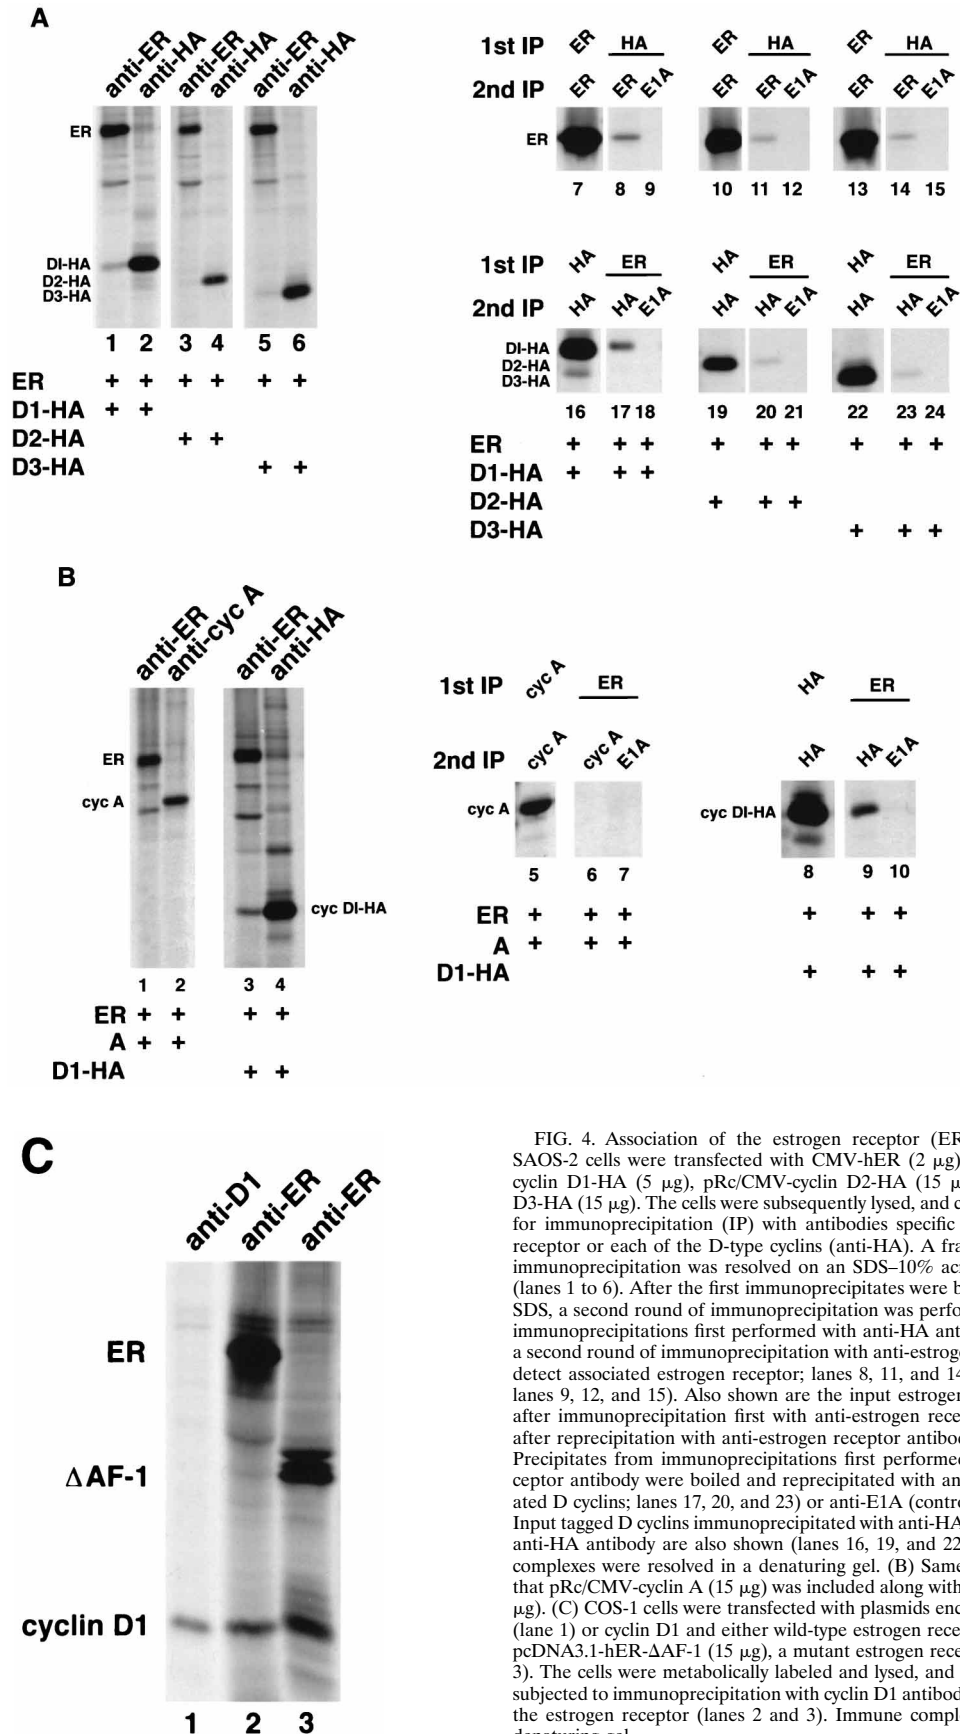 A
anti-ER anti-HA anti-ER anti-HA anti-ER anti-HA
ER
DI-HA
D2-HA
D3-HA
1 2 3 4 5 6
ER + + + + + +
D1-HA + +
D2-HA + +
D3-HA + +
1st IP ER HA ER HA ER HA
2nd IP ER ER E1A ER ER E1A ER ER E1A
ER
7 8 9 10 11 12 13 14 15
1st IP HA ER HA ER HA ER
2nd IP HA HA E1A HA HA E1A HA HA E1A
DI-HA
D2-HA
D3-HA
16 17 18 19 20 21 22 23 24
ER + + + + + + + + +
D1-HA + + +
D2-HA + + +
D3-HA + + +
B
anti-ER anti-cyc A anti-ER anti-HA
ER
cyc A
cyc DI-HA
1 2 3 4
ER + + + +
A + +
D1-HA + +
1st IP cyc A ER HA ER
2nd IP cyc A cyc A E1A HA HA E1A
cyc A cyc DI-HA
5 6 7 8 9 10
ER + + + + + +
A + + +
D1-HA + + +
C
anti-D1 anti-ER anti-ER
ER
ΔAF-1
cyclin D1
1 2 3
FIG. 4. Association of the estrogen receptor (ER
SAOS-2 cells were transfected with CMV-hER (2 μg)
cyclin D1-HA (5 μg), pRc/CMV-cyclin D2-HA (15 μ
D3-HA (15 μg). The cells were subsequently lysed, and c
for immunoprecipitation (IP) with antibodies specific
receptor or each of the D-type cyclins (anti-HA). A fra
immunoprecipitation was resolved on an SDS–10% acr
(lanes 1 to 6). After the first immunoprecipitates were b
SDS, a second round of immunoprecipitation was perfo
immunoprecipitations first performed with anti-HA ant
a second round of immunoprecipitation with anti-estroge
detect associated estrogen receptor; lanes 8, 11, and 14
lanes 9, 12, and 15). Also shown are the input estrogen
after immunoprecipitation first with anti-estrogen rece
after reprecipitation with anti-estrogen receptor antiboc
Precipitates from immunoprecipitations first performed
ceptor antibody were boiled and reprecipitated with an
ated D cyclins; lanes 17, 20, and 23) or anti-E1A (contro
Input tagged D cyclins immunoprecipitated with anti-HA
anti-HA antibody are also shown (lanes 16, 19, and 22
complexes were resolved in a denaturing gel. (B) Same
that pRc/CMV-cyclin A (15 μg) was included along with
μg). (C) COS-1 cells were transfected with plasmids enc
(lane 1) or cyclin D1 and either wild-type estrogen rece
pcDNA3.1-hER-ΔAF-1 (15 μg), a mutant estrogen rece
3). The cells were metabolically labeled and lysed, and
subjected to immunoprecipitation with cyclin D1 antibod
the estrogen receptor (lanes 2 and 3). Immune comple